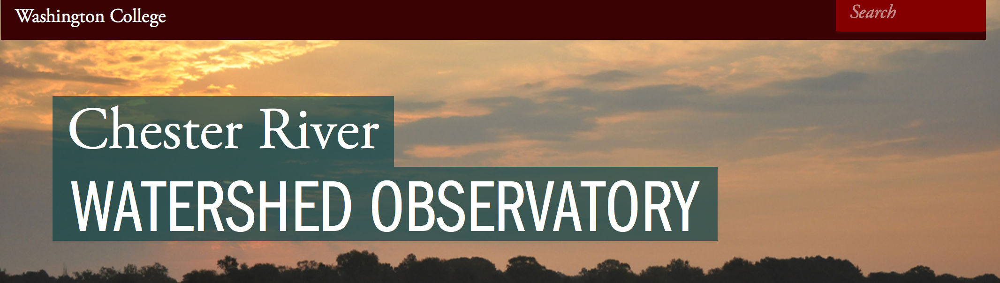 Washington College
Search
Chester River
WATERSHED OBSERVATORY